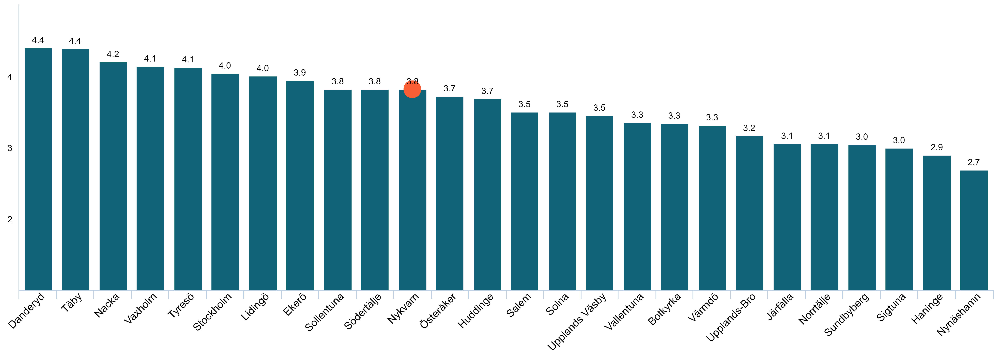 4.4
4.4
4.2
4.1
4.1
4.0
4.0
3.9
3.8
3.8
3.8
3.7
3.7
3.5
3.5
3.5
3.3
3.3
3.3
3.2
3.1
3.1
3.0
3.0
2.9
2.7
4
3
2
Danderyd
Täby
Nacka
Vaxholm
Tyresö
Stockholm
Lidingö
Ekerö
Sollentuna
Södertälje
Nykvarn
Österåker
Huddinge
Salem
Solna
Upplands Väsby
Vallentuna
Botkyrka
Värmdö
Upplands-Bro
Järfälla
Norrtälje
Sundbyberg
Sigtuna
Haninge
Nynäshamn